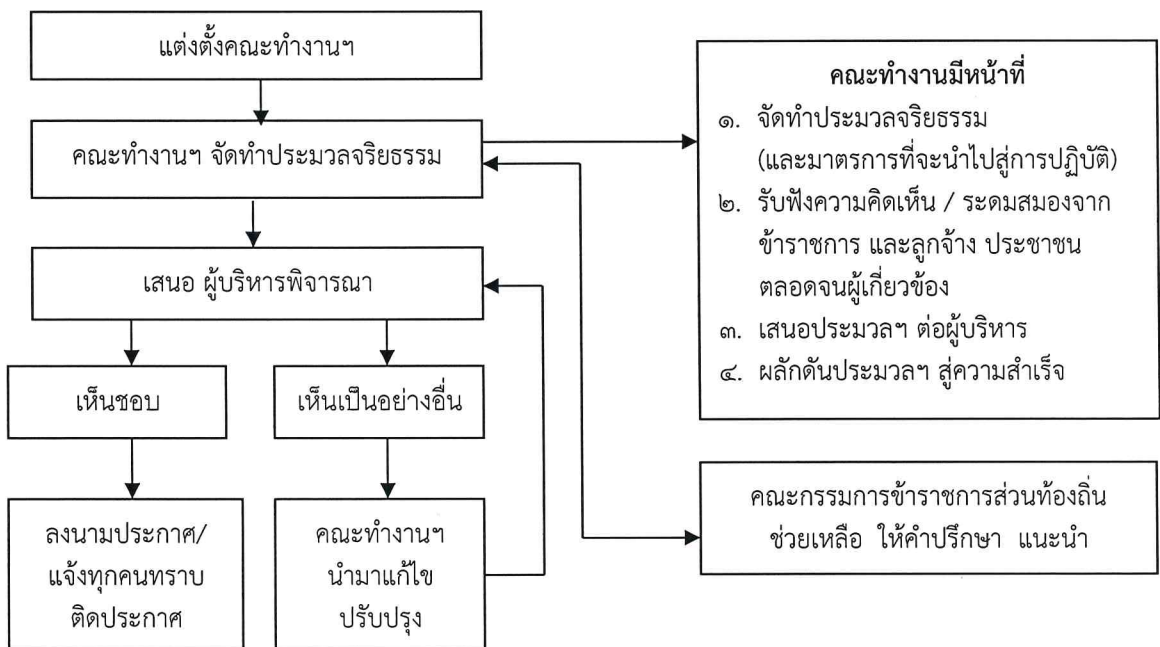 แต่งตั้งคณะทำงานฯ
คณะทำงานฯ จัดทำประมวลจริยธรรม
เสนอ ผู้บริหารพิจารณา
เห็นชอบ
เห็นเป็นอย่างอื่น
ลงนามประกาศ/
แจ้งทุกคนทราบ
ติดประกาศ
คณะทำงานฯ
นำมาแก้ไข
ปรับปรุง
คณะทำงานมีหน้าที่
๑. จัดทำประมวลจริยธรรม
(และมาตรการที่จะนำไปสู่การปฏิบัติ)
๒. รับฟังความคิดเห็น / ระดมสมองจาก
ข้าราชการ และลูกจ้าง ประชาชน
ตลอดจนผู้เกี่ยวข้อง
๓. เสนอประมวลฯ ต่อผู้บริหาร
๔. ผลักดันประมวลฯ สู่ความสำเร็จ
คณะกรรมการข้าราชการส่วนท้องถิ่น
ช่วยเหลือ ให้คำปรึกษา แนะนำ